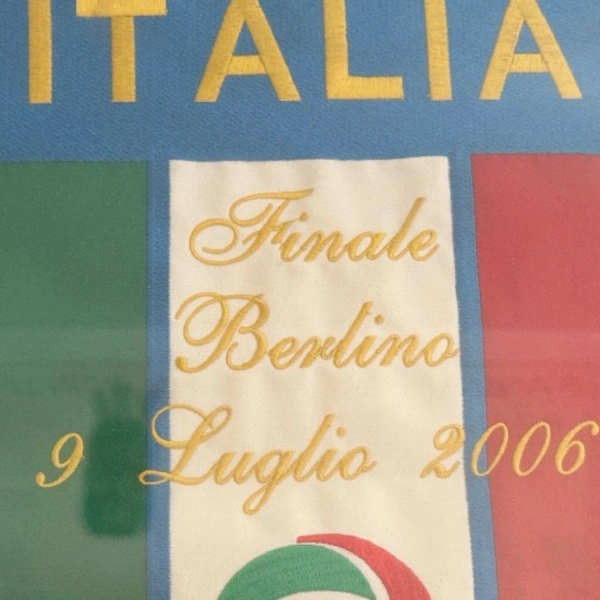 ITALIA
Finale
Berlino
9 Luglio 2006